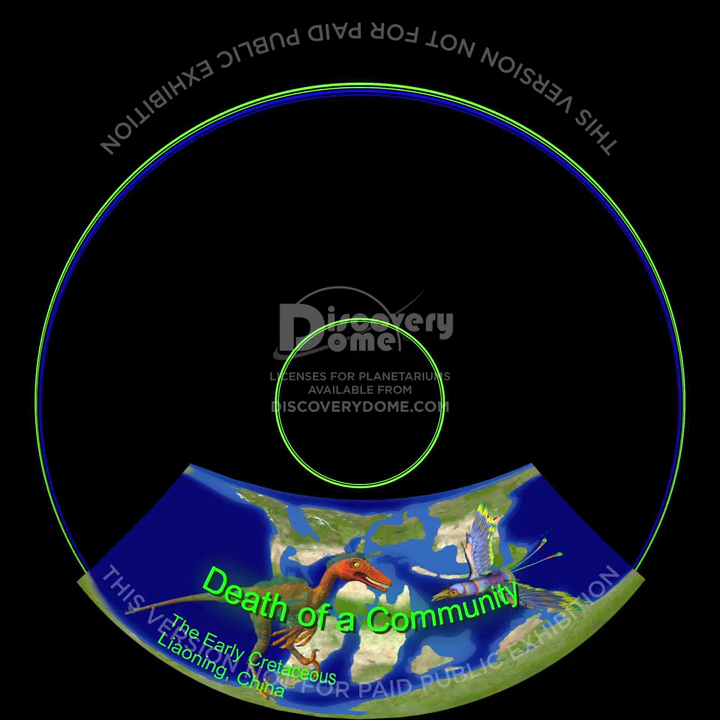 THIS VERSION NOT FOR PAID PUBLIC EXHIBITION
Discovery
Dome
LICENSES FOR PLANETARIUMS
AVAILABLE FROM
DISCOVERYDOME.COM
Death of a Community
The Early Cretaceous
Liaoning, China
THIS VERSION NOT FOR PAID PUBLIC EXHIBITION